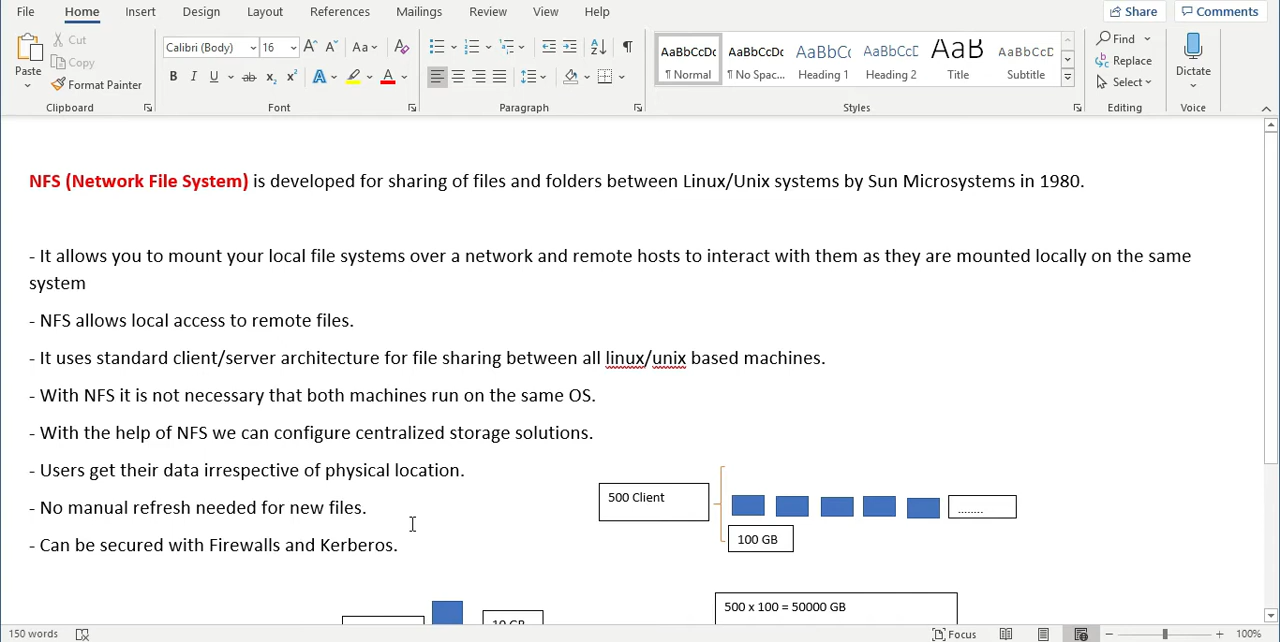 File Home Insert Design Layout References Mailings Review View Help Share Comments
Cut
Copy
Format Painter
Paste
Clipboard
Calibri (Body) 16
Font
Paragraph
AaBbCcDc AaBbCcDc AaBbC AaBbCcD AaB AaBbCcD
¶ Normal ¶ No Spac... Heading 1 Heading 2 Title Subtitle
Styles
Find
Replace
Select
Editing
Dictate
Voice
NFS (Network File System) is developed for sharing of files and folders between Linux/Unix systems by Sun Microsystems in 1980.
- It allows you to mount your local file systems over a network and remote hosts to interact with them as they are mounted locally on the same
system
- NFS allows local access to remote files.
- It uses standard client/server architecture for file sharing between all linux/unix based machines.
- With NFS it is not necessary that both machines run on the same OS.
- With the help of NFS we can configure centralized storage solutions.
- Users get their data irrespective of physical location.
- No manual refresh needed for new files.
- Can be secured with Firewalls and Kerberos.
500 Client
........
100 GB
10 GB
500 x 100 = 50000 GB
150 words
Focus
100%